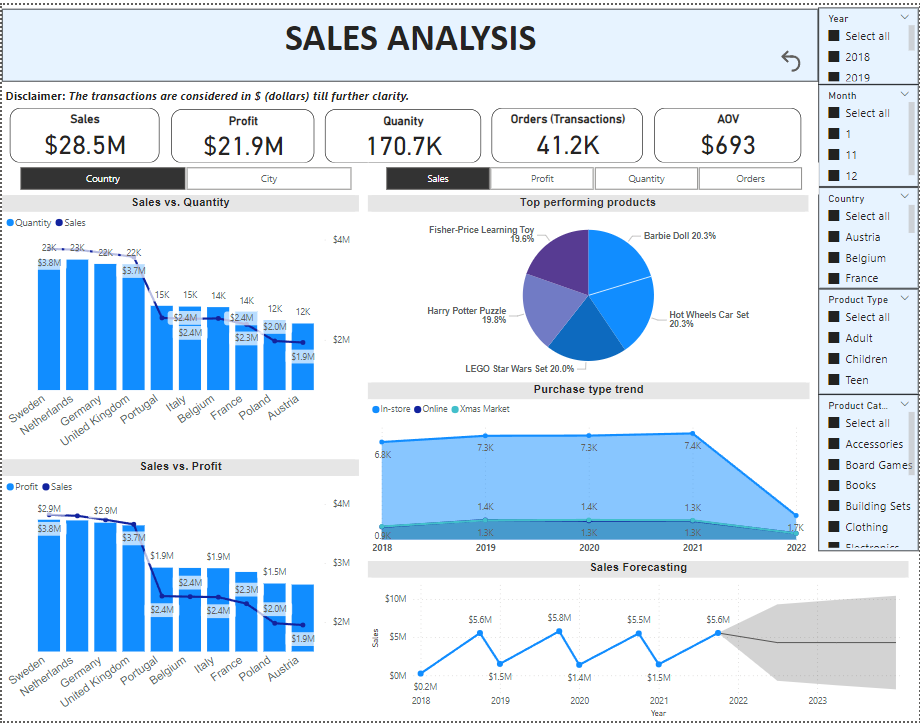 SALES ANALYSIS
Disclaimer: The transactions are considered in $ (dollars) till further clarity.
Sales
$28.5M
Profit
$21.9M
Quanity
170.7K
Orders (Transactions)
41.2K
AOV
$693
Country
City
Sales
Profit
Quantity
Orders
Sales vs. Quantity
Quantity
Sales
$4M
$2M
23K
23K
22K
22K
15K
15K
14K
14K
12K
12K
$3.8M
$3.7M
$2.4M
$2.4M
$2.4M
$2.3M
$2.0M
$1.9M
Sweden
Netherlands
Germany
United Kingdom
Portugal
Italy
Belgium
France
Poland
Austria
Sales vs. Profit
Profit
Sales
$4M
$3M
$2M
$2.9M
$2.9M
$1.9M
$1.9M
$1.5M
$3.8M
$3.7M
$2.4M
$2.4M
$2.4M
$2.3M
$2.0M
$1.9M
Sweden
Netherlands
Germany
United Kingdom
Portugal
Belgium
Italy
France
Poland
Austria
Top performing products
Fisher-Price Learning Toy
19.6%
Barbie Doll 20.3%
Harry Potter Puzzle
19.8%
Hot Wheels Car Set
20.3%
LEGO Star Wars Set 20.0%
Purchase type trend
In-store
Online
Xmas Market
6.8K
7.3K
7.3K
7.4K
1.7K
1.4K
1.4K
1.3K
1.3K
1.3K
1.3K
2018
2019
2020
2021
2022
Sales Forecasting
Sales
$10M
$5M
$0M
$0.2M
$5.6M
$1.5M
$5.8M
$1.4M
$5.5M
$1.5M
$5.6M
2018
2019
2020
2021
2022
2023
Year
Year
Select all
2018
2019
Month
Select all
1
11
12
Country
Select all
Austria
Belgium
France
Product Type
Select all
Adult
Children
Teen
Product Cat...
Select all
Accessories
Board Games
Books
Building Sets
Clothing
Electronics